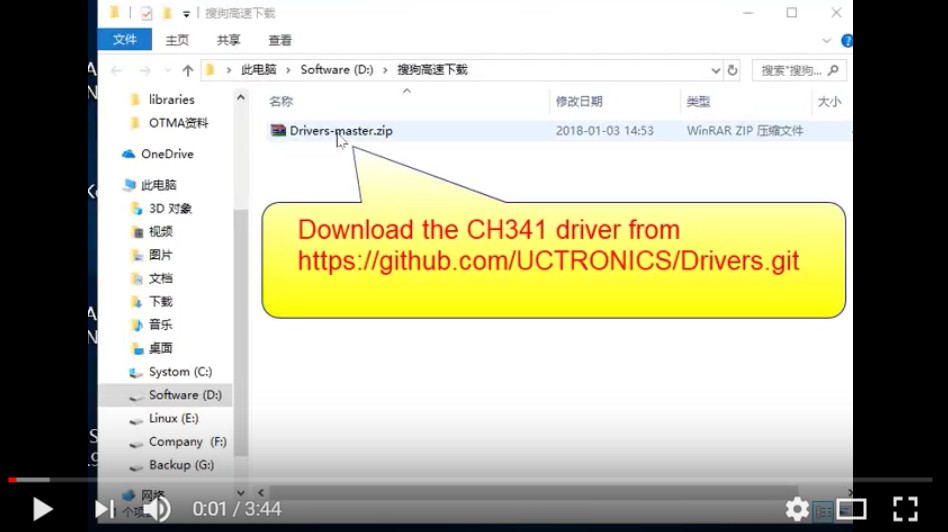 搜狗高速下载
文件 主页 共享 查看
此电脑 Software (D:) 搜狗高速下载
搜索"搜狗...
名称 修改日期 类型 大小
Drivers-master.zip 2018-01-03 14:53 WinRAR ZIP 压缩文件
libraries
OTMA资料
OneDrive
此电脑
3D 对象
视频
图片
文档
下载
音乐
桌面
System (C:)
Software (D:)
Linux (E:)
Company (F:)
Backup (G:)
网络
Download the CH341 driver from
https://github.com/UCTRONICS/Drivers.git
0:01 / 3:44